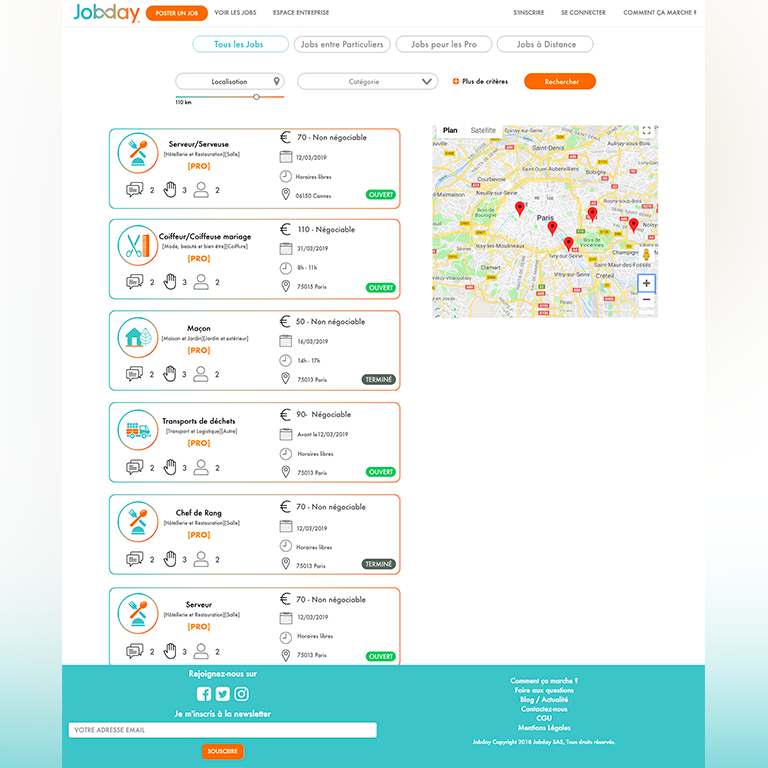 Jobday
POSTER UN JOB
VOIR LES JOBS
ESPACE ENTREPRISE
S'INSCRIRE
SE CONNECTER
COMMENT ÇA MARCHE ?
Tous les Jobs
Jobs entre Particuliers
Jobs pour les Pro
Jobs à Distance
Localisation
Catégorie
Plus de critères
Rechercher
110 km
Serveur/Serveuse
[Hôtellerie et Restauration][Salle]
[PRO]
2 3 2
€ 70 - Non négociable
12/03/2019
Horaires libres
06150 Cannes
OUVERT
Coiffeur/Coiffeuse mariage
[Mode, beauté et bien être][Coiffure]
[PRO]
2 3 2
€ 110 - Négociable
31/03/2019
8h - 11h
75015 Paris
OUVERT
Maçon
[Maison et Jardin][Jardin et extérieur]
[PRO]
2 3 2
€ 50 - Non négociable
16/03/2019
14h - 17h
75013 Paris
TERMINÉ
Transports de déchets
[Transport et Logistique][Autre]
[PRO]
2 3 2
€ 90- Négociable
Avant le12/03/2019
Horaires libres
75013 Paris
OUVERT
Chef de Rang
[Hôtellerie et Restauration][Salle]
[PRO]
2 3 2
€ 70 - Non négociable
12/03/2019
Horaires libres
75013 Paris
TERMINÉ
Serveur
[Hôtellerie et Restauration][Salle]
[PRO]
2 3 2
€ 70 - Non négociable
12/03/2019
Horaires libres
75013 Paris
OUVERT
Plan
Satellite
Épinay-sur-Seine
Saint-Denis
Aulnay-sous-Bois
Saint-Ouen
Aubervilliers
Bobigny
Courbevoie
Neuilly-sur-Seine
Bois de
Boulogne
Paris
Issy-les-Moulineaux
Bois de
Vincennes
Ivry-sur-Seine
Clamart
Vitry-sur-Seine
Créteil
Saint-Maur-des-Fossés
+
−
Rejoignez-nous sur
Je m'inscris à la newsletter
VOTRE ADRESSE EMAIL
SOUSCRIRE
Comment ça marche ?
Foire aux questions
Blog / Actualité
Contactez-nous
CGU
Mentions Légales
Jobday Copyright 2016 Jobday SAS, Tous droits réservés.